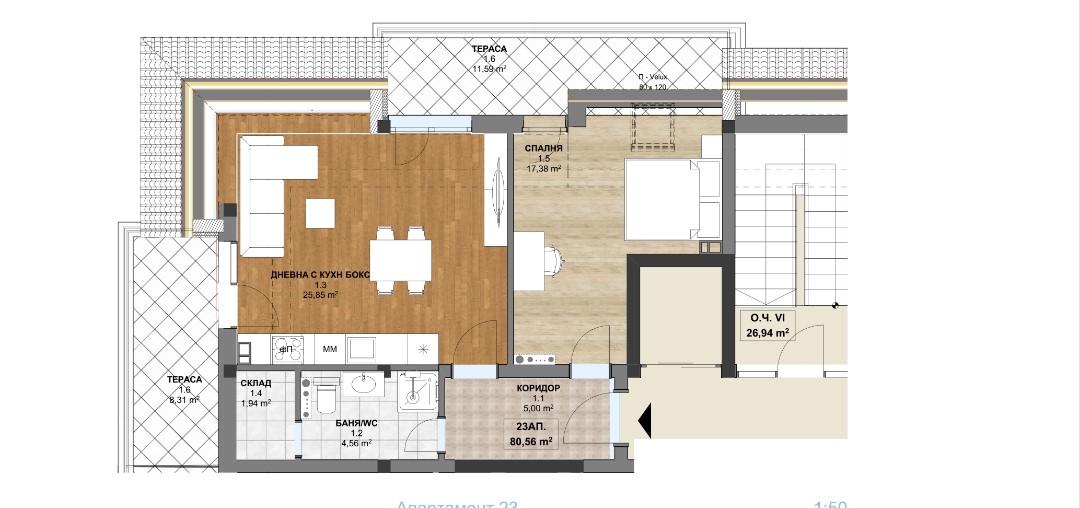 ТЕРАСА
1.6
11.59 m²
П - Velux
80 x 120
СПАЛНЯ
1.5
17,38 m²
ДНЕВНА С КУХН БОКС
1.3
25,85 m²
О.Ч. VI
26,94 m²
фП
ММ
ТЕРАСА
1.6
8,31 m²
СКЛАД
1.4
1,94 m²
БАНЯ/WC
1.2
4,56 m²
КОРИДОР
1.1
5,00 m²
23АП.
80,56 m²
Апартамент 23
1:50